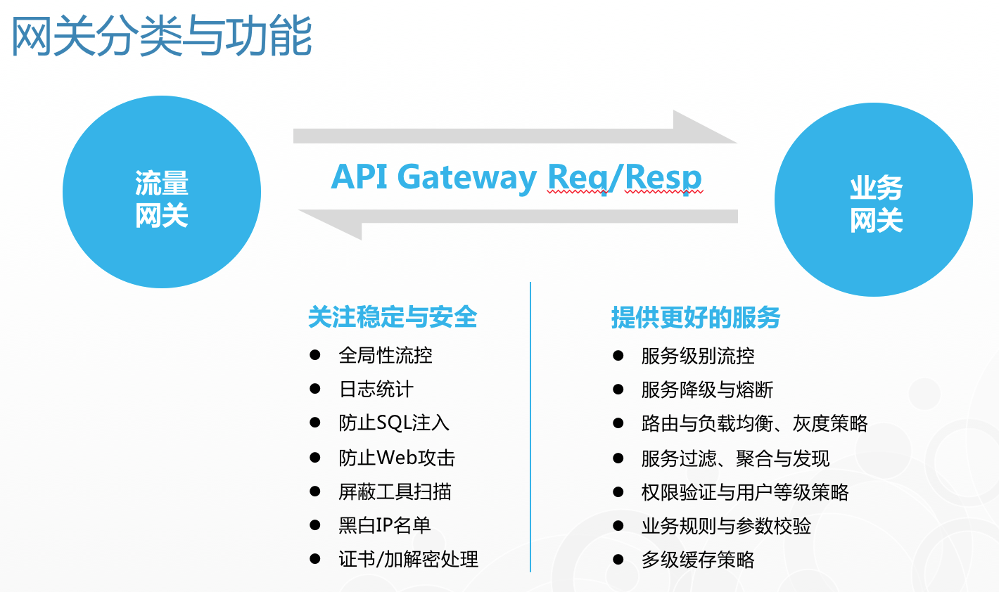 网关分类与功能
流量
网关
API Gateway Req/Resp
业务
网关
关注稳定与安全
全局性流控
日志统计
防止SQL注入
防止Web攻击
屏蔽工具扫描
黑白IP名单
证书/加解密处理
提供更好的服务
服务级别流控
服务降级与熔断
路由与负载均衡、灰度策略
服务过滤、聚合与发现
权限验证与用户等级策略
业务规则与参数校验
多级缓存策略